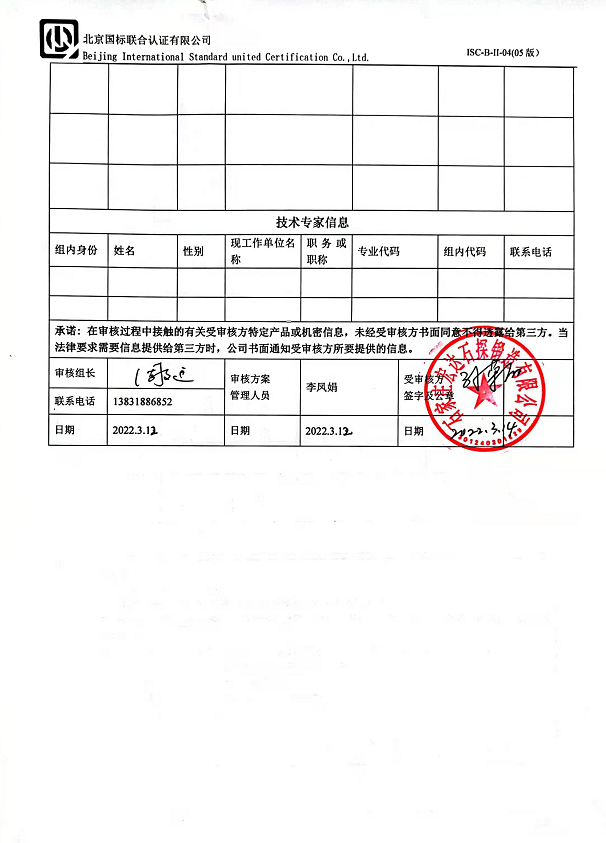 北京国标联合认证有限公司
Beijing International Standard united Certification Co.,Ltd.
ISC-B-II-04(05 版)
技术专家信息
组内身份 姓名 性别 现工作单位名称 职务或职称 专业代码 组内代码 联系电话
承诺：在审核过程中接触的有关受审核方特定产品或机密信息，未经受审核方书面同意不得透露给第三方。当
法律要求需要信息提供给第三方时，公司书面通知受审核方所要提供的信息。
审核组长
审核方案管理人员 李凤娟
受审核方签字及公章
联系电话 13831886852
日期 2022.3.12 日期 2022.3.12 日期 2022.3.14